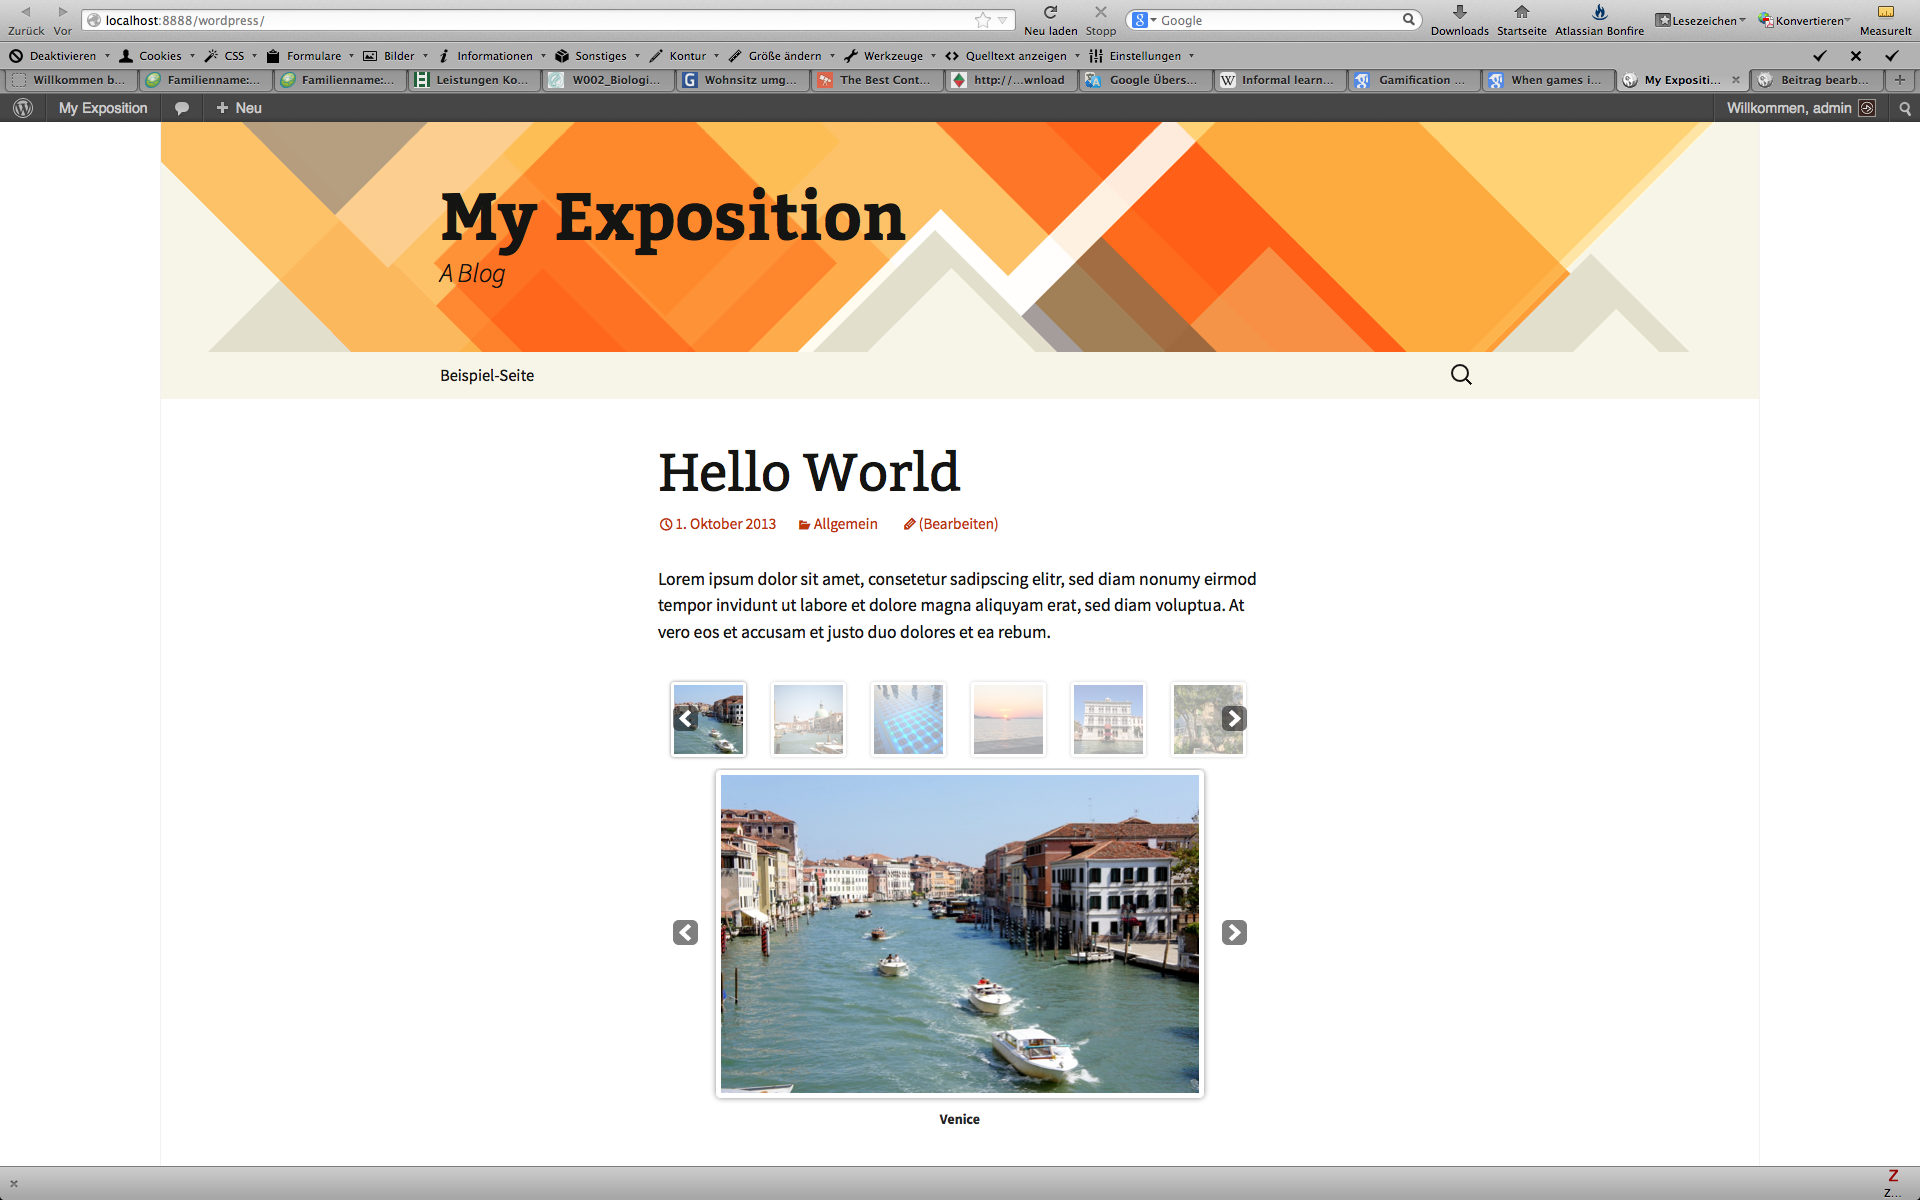 localhost:8888/wordpress/
Google
Zurück Vor Neu laden Stopp Downloads Startseite Atlassian Bonfire Lesezeichen Konvertieren MeasureIt
Deaktivieren Cookies CSS Formulare Bilder Informationen Sonstiges Kontur Größe ändern Werkzeuge Quelltext anzeigen Einstellungen
Willkommen b... Familienname:... Familienname:... Leistungen Ko... W002_Biologi... Wohnsitz umg... The Best Cont... http://...wnload Google Übers... Informal learn... Gamification ... When games i... My Expositi... Beitrag bearb...
My Exposition + Neu Willkommen, admin
My Exposition
A Blog
Beispiel-Seite
Hello World
1. Oktober 2013 Allgemein (Bearbeiten)
Lorem ipsum dolor sit amet, consetetur sadipscing elitr, sed diam nonumy eirmod
tempor invidunt ut labore et dolore magna aliquyam erat, sed diam voluptua. At
vero eos et accusam et justo duo dolores et ea rebum.
Venice
Z
Z...